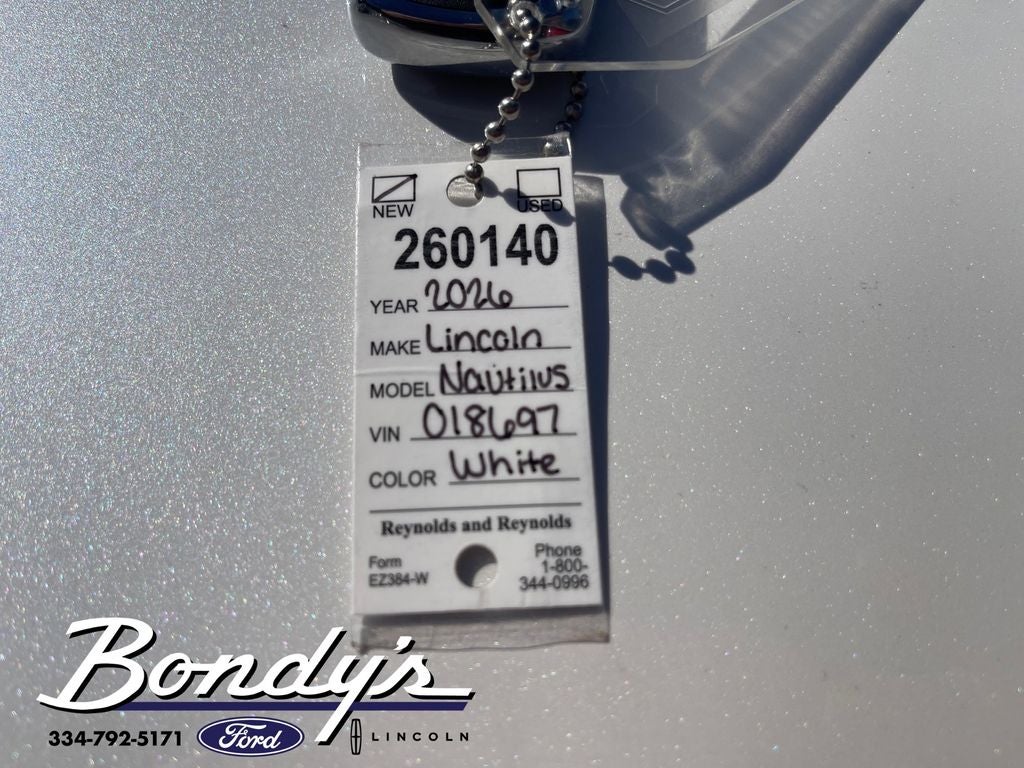 NEW USED
260140
YEAR 2026
MAKE Lincoln
MODEL Nautilus
VIN 018697
COLOR White
Reynolds and Reynolds
Form
EZ384-W
Phone
1-800-
344-0996
Bondy's
334-792-5171 Ford LINCOLN